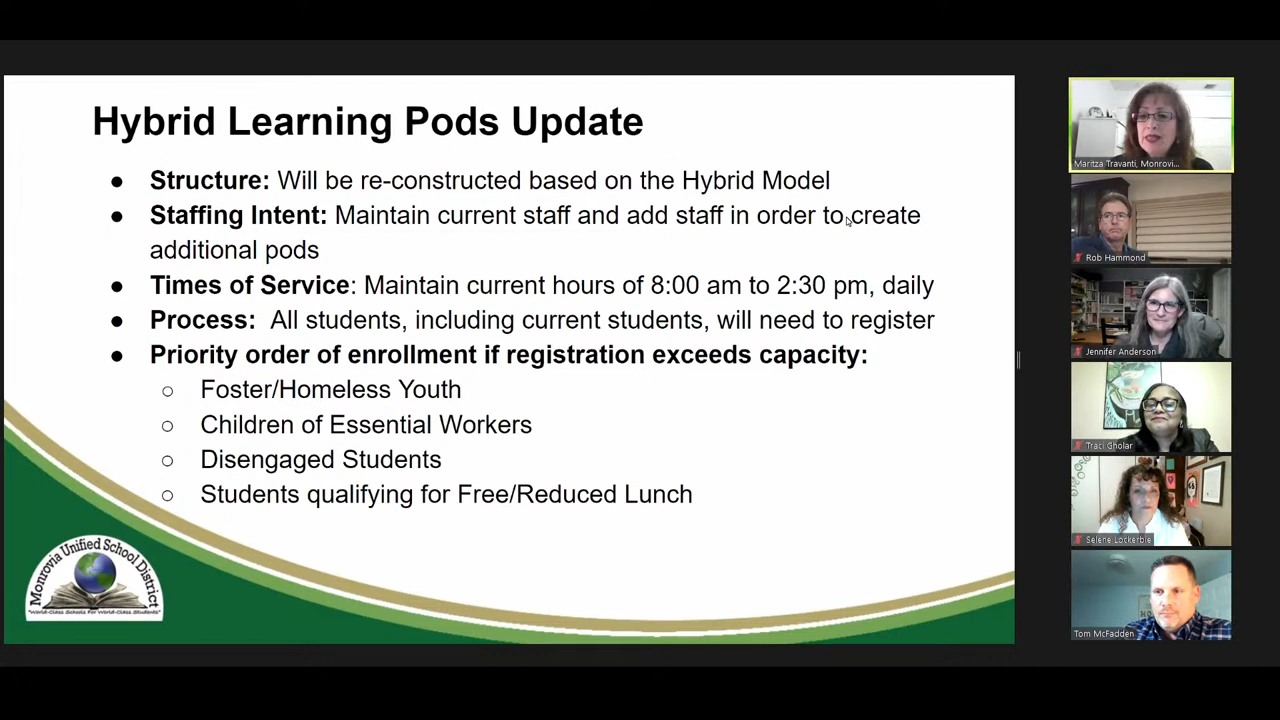 Hybrid Learning Pods Update
● Structure: Will be re-constructed based on the Hybrid Model
● Staffing Intent: Maintain current staff and add staff in order to create
additional pods
● Times of Service: Maintain current hours of 8:00 am to 2:30 pm, daily
● Process: All students, including current students, will need to register
● Priority order of enrollment if registration exceeds capacity:
○ Foster/Homeless Youth
○ Children of Essential Workers
○ Disengaged Students
○ Students qualifying for Free/Reduced Lunch
Monrovia Unified School District
"World-Class Schools For World-Class Students"
Maritza Travanti, Monrovi...
Rob Hammond
Jennifer Anderson
Traci Gholar
Selene Lockerbie
Tom McFadden